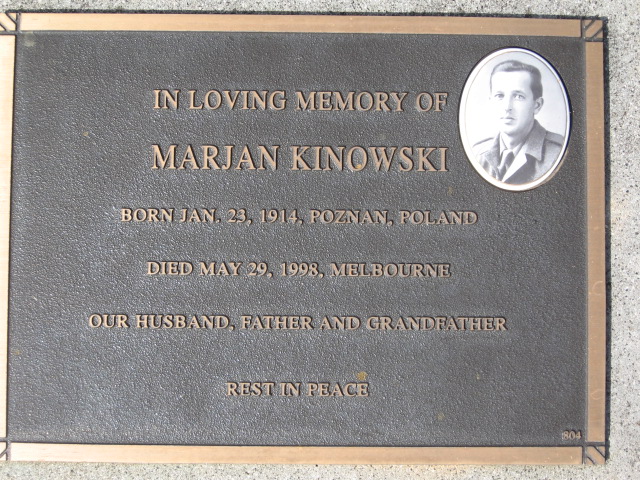 IN LOVING MEMORY OF
MARJAN KINOWSKI
BORN JAN. 23, 1914, POZNAN, POLAND
DIED MAY 29, 1998, MELBOURNE
OUR HUSBAND, FATHER AND GRANDFATHER
REST IN PEACE
804